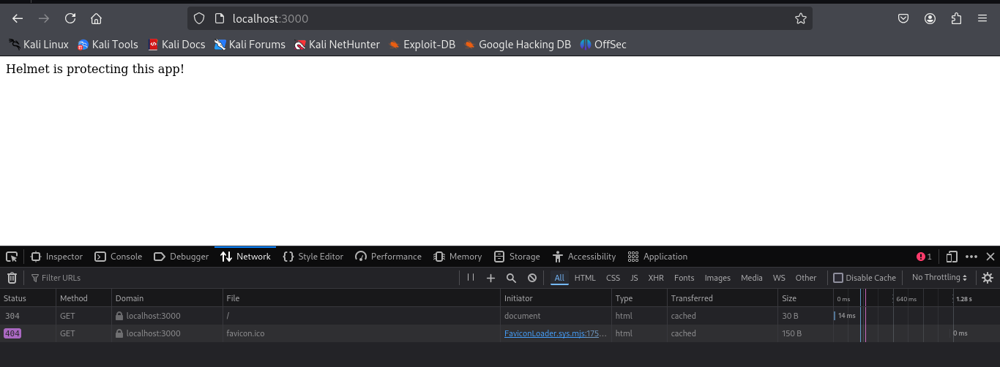 localhost:3000
Kali Linux Kali Tools Kali Docs Kali Forums Kali NetHunter Exploit-DB Google Hacking DB OffSec
Helmet is protecting this app!
Inspector Console Debugger Network Style Editor Performance Memory Storage Accessibility Application 1
Filter URLs All HTML CSS JS XHR Fonts Images Media WS Other Disable Cache No Throttling
Status Method Domain File Initiator Type Transferred Size 0 ms 640 ms 1.28 s
304 GET localhost:3000 / document html cached 30 B 14 ms
404 GET localhost:3000 favicon.ico FaviconLoader.sys.mjs:175… html cached 150 B 0 ms